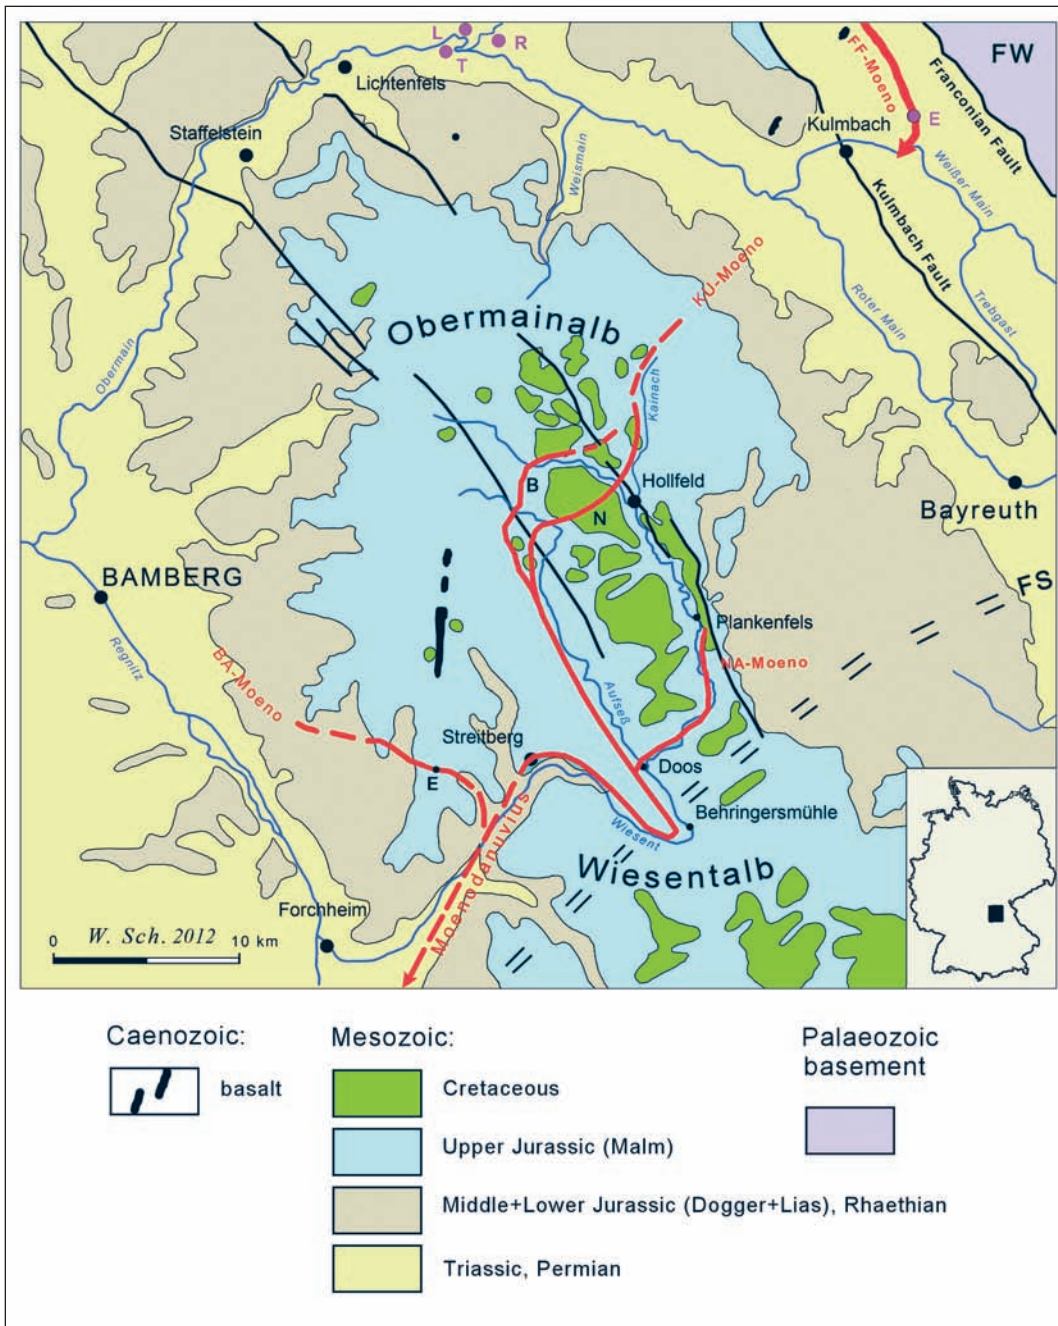 L
R
T
FW
Lichtenfels
FF-Moeno
Franconian Fault
E
Staffelstein
Kulmbach
Weismain
Weißer Main
Kulmbach Fault
KU-Moeno
Obermainalb
Roter Main
Trebgast
Obermain
Kainach
B
Hollfeld
N
Bayreuth
BAMBERG
FS
Regnitz
Plankenfels
BA-Moeno
NA-Moeno
Aufseß
Streitberg
Doos
E
Behringersmühle
Wiesent
Moenodanuvius
Wiesentalb
Forchheim
W. Sch. 2012
0 10 km
Caenozoic:
basalt
Mesozoic:
Cretaceous
Upper Jurassic (Malm)
Middle+Lower Jurassic (Dogger+Lias), Rhaethian
Triassic, Permian
Palaeozoic
basement